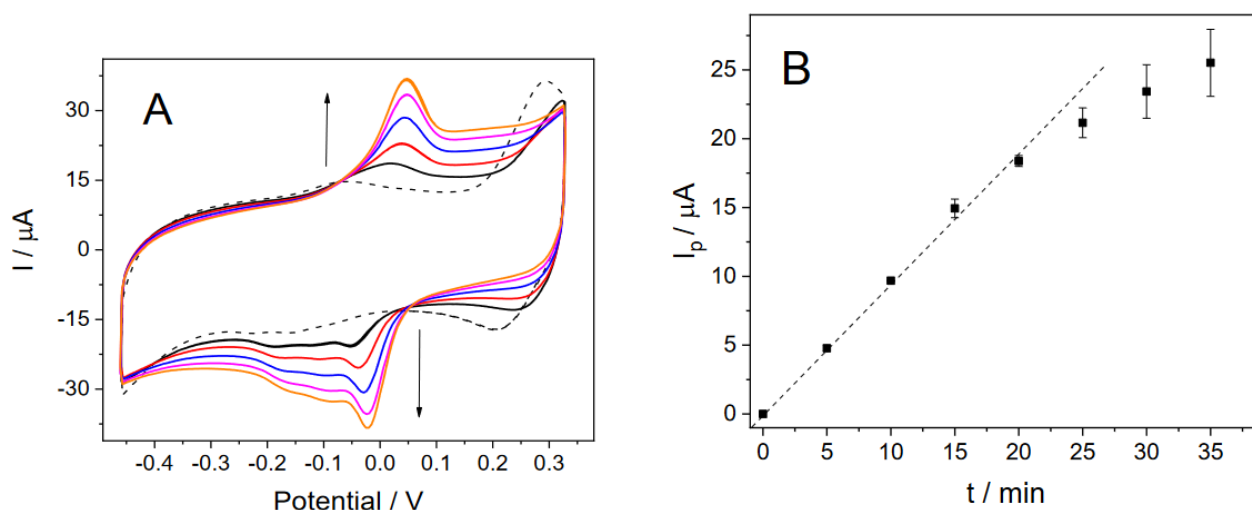 A
I / μA
30
15
0
-15
-30
-0.4 -0.3 -0.2 -0.1 0.0 0.1 0.2 0.3
Potential / V
B
Iₚ / μA
25
20
15
10
5
0
0 5 10 15 20 25 30 35
t / min